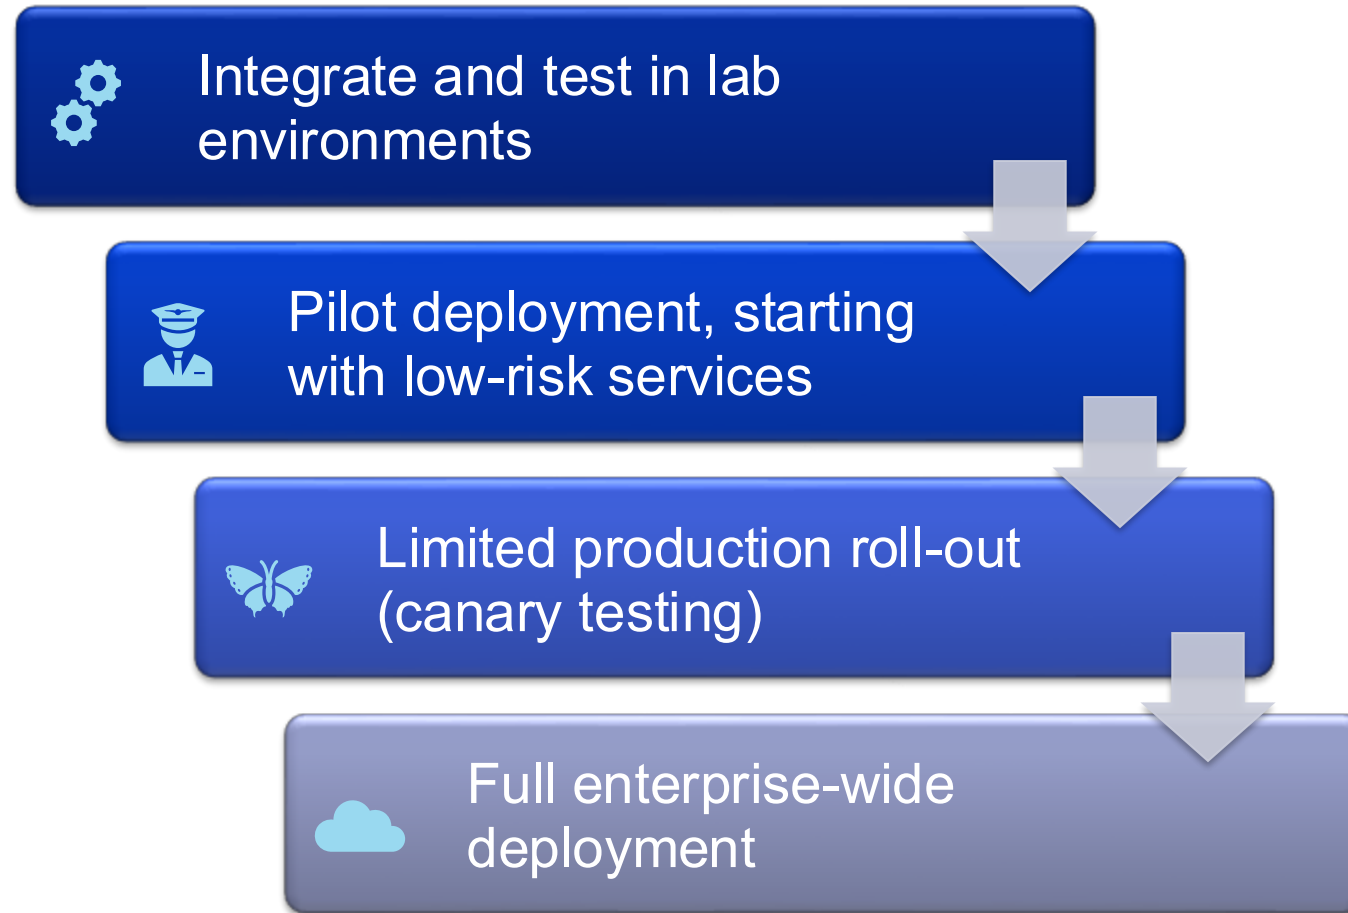 Integrate and test in lab
environments
Pilot deployment, starting
with low-risk services
Limited production roll-out
(canary testing)
Full enterprise-wide
deployment